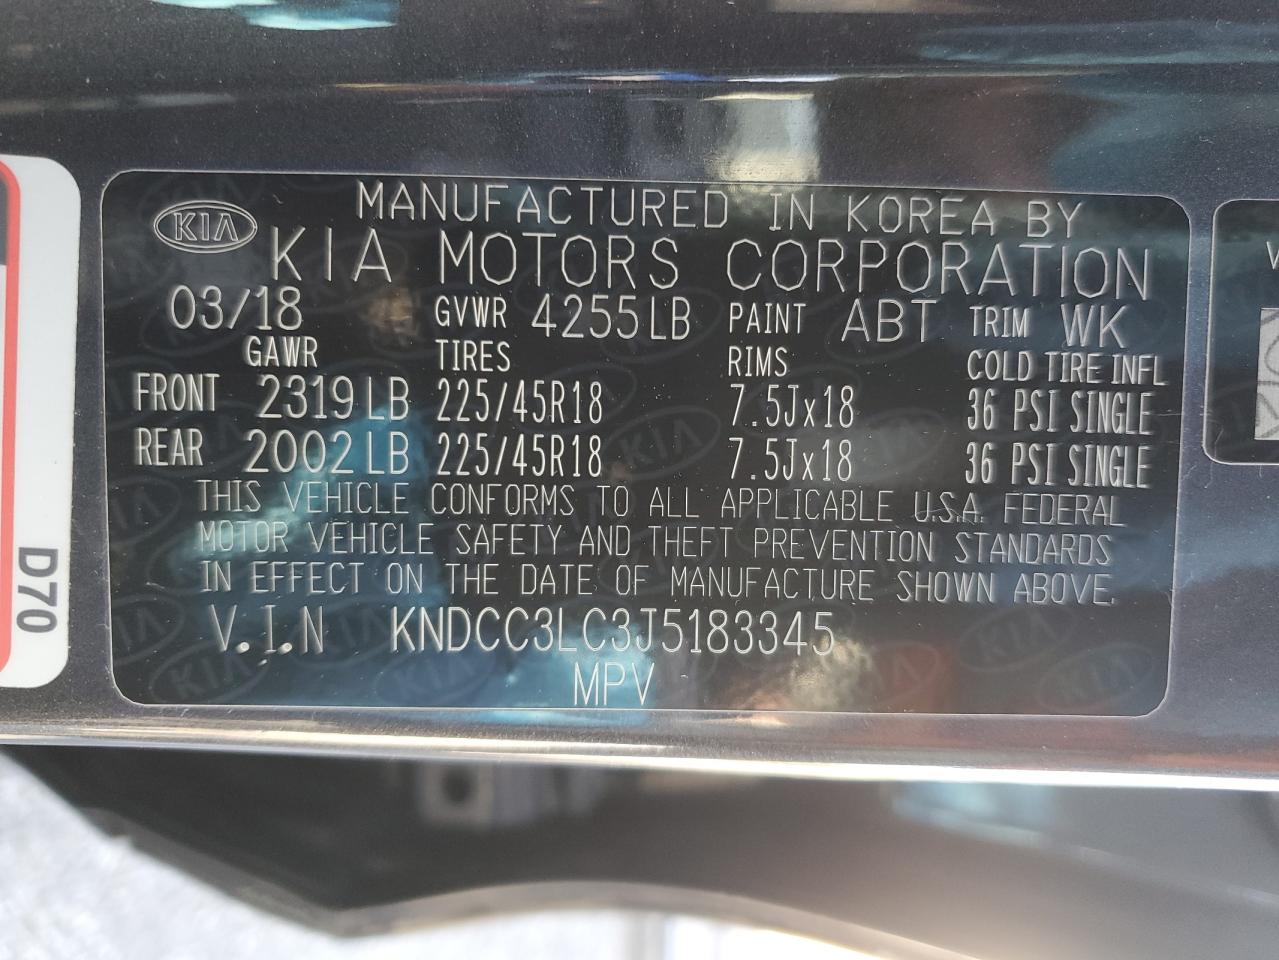 KIA
MANUFACTURED IN KOREA BY
KIA MOTORS CORPORATION
03/18 GVWR 4255LB PAINT ABT TRIM WK
GAWR TIRES RIMS COLD TIRE INFL
FRONT 2319LB 225/45R18 7.5Jx18 36 PSI SINGLE
REAR 2002LB 225/45R18 7.5Jx18 36 PSI SINGLE
THIS VEHICLE CONFORMS TO ALL APPLICABLE U.S.A. FEDERAL
MOTOR VEHICLE SAFETY AND THEFT PREVENTION STANDARDS
IN EFFECT ON THE DATE OF MANUFACTURE SHOWN ABOVE.
V.I.N KNDCC3LC3J5183345
MPV
D70